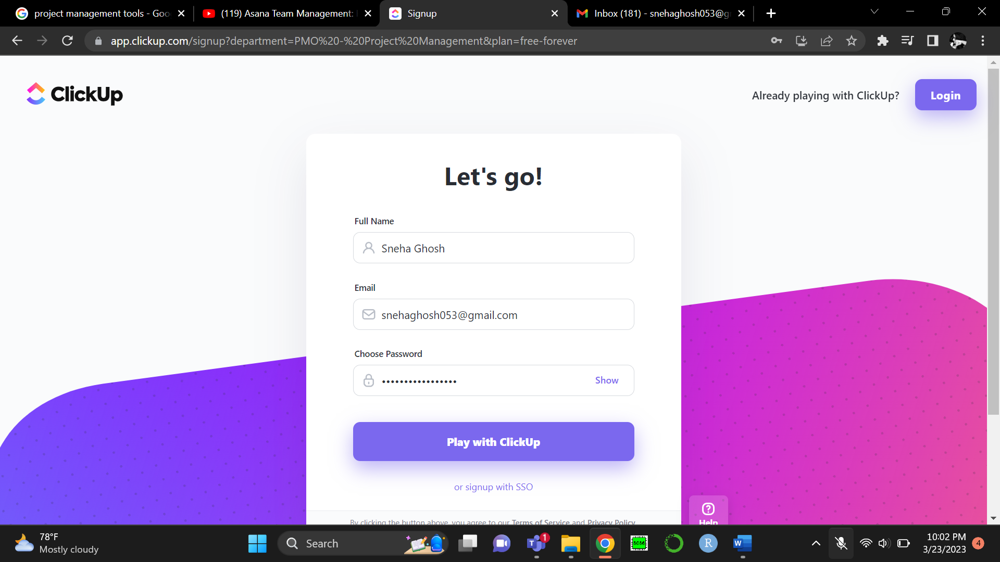 project management tools - Goo
(119) Asana Team Management:
Signup
Inbox (181) - snehaghosh053@g
app.clickup.com/signup?department=PMO%20-%20Project%20Management&plan=free-forever
ClickUp
Already playing with ClickUp?
Login
Let's go!
Full Name
Sneha Ghosh
Email
snehaghosh053@gmail.com
Choose Password
•••••••••••••••••
Show
Play with ClickUp
or signup with SSO
By clicking the button above, you agree to our Terms of Service and Privacy Policy
Help
78°F
Mostly cloudy
Search
T
1
8086
R
W
10:02 PM
3/23/2023
4